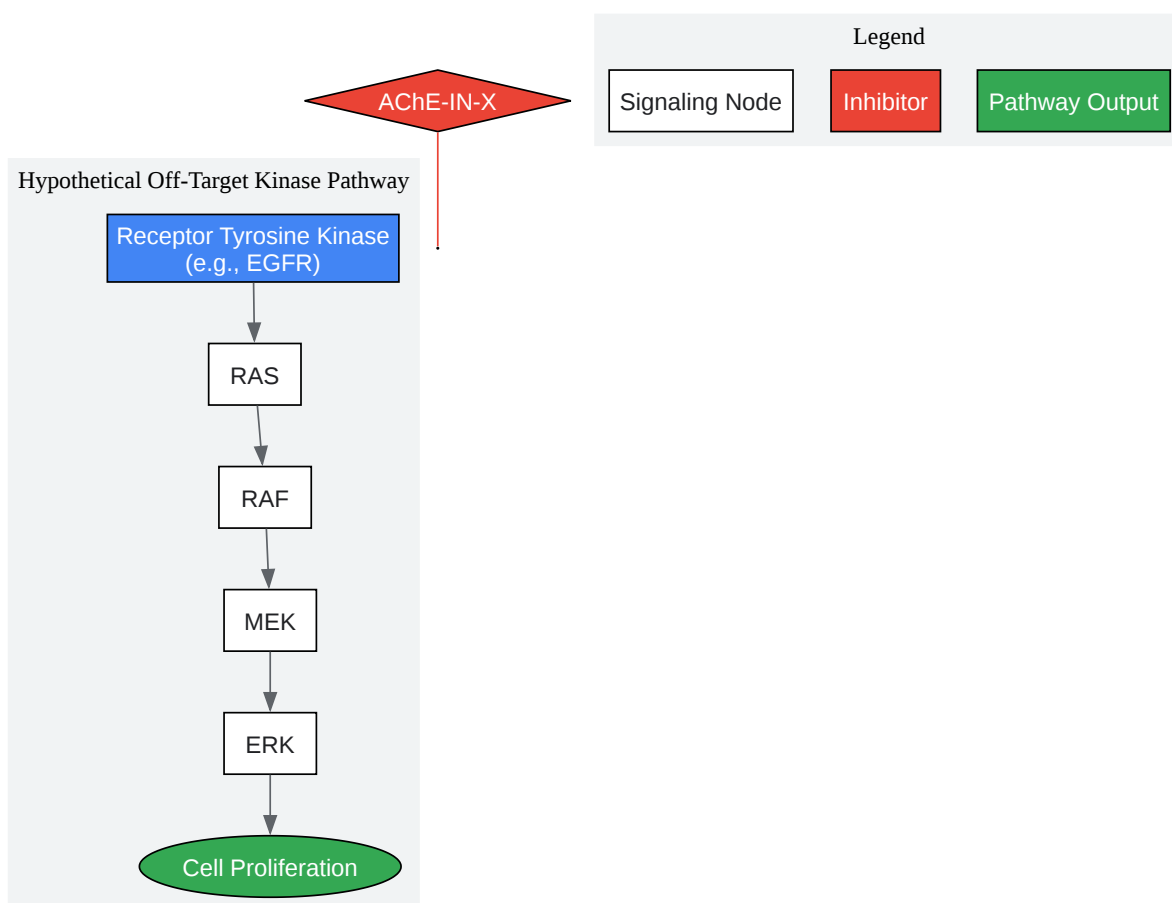 Legend
AChE-IN-X
Signaling Node
Inhibitor
Pathway Output
Hypothetical Off-Target Kinase Pathway
Receptor Tyrosine Kinase
(e.g., EGFR)
RAS
RAF
MEK
ERK
Cell Proliferation